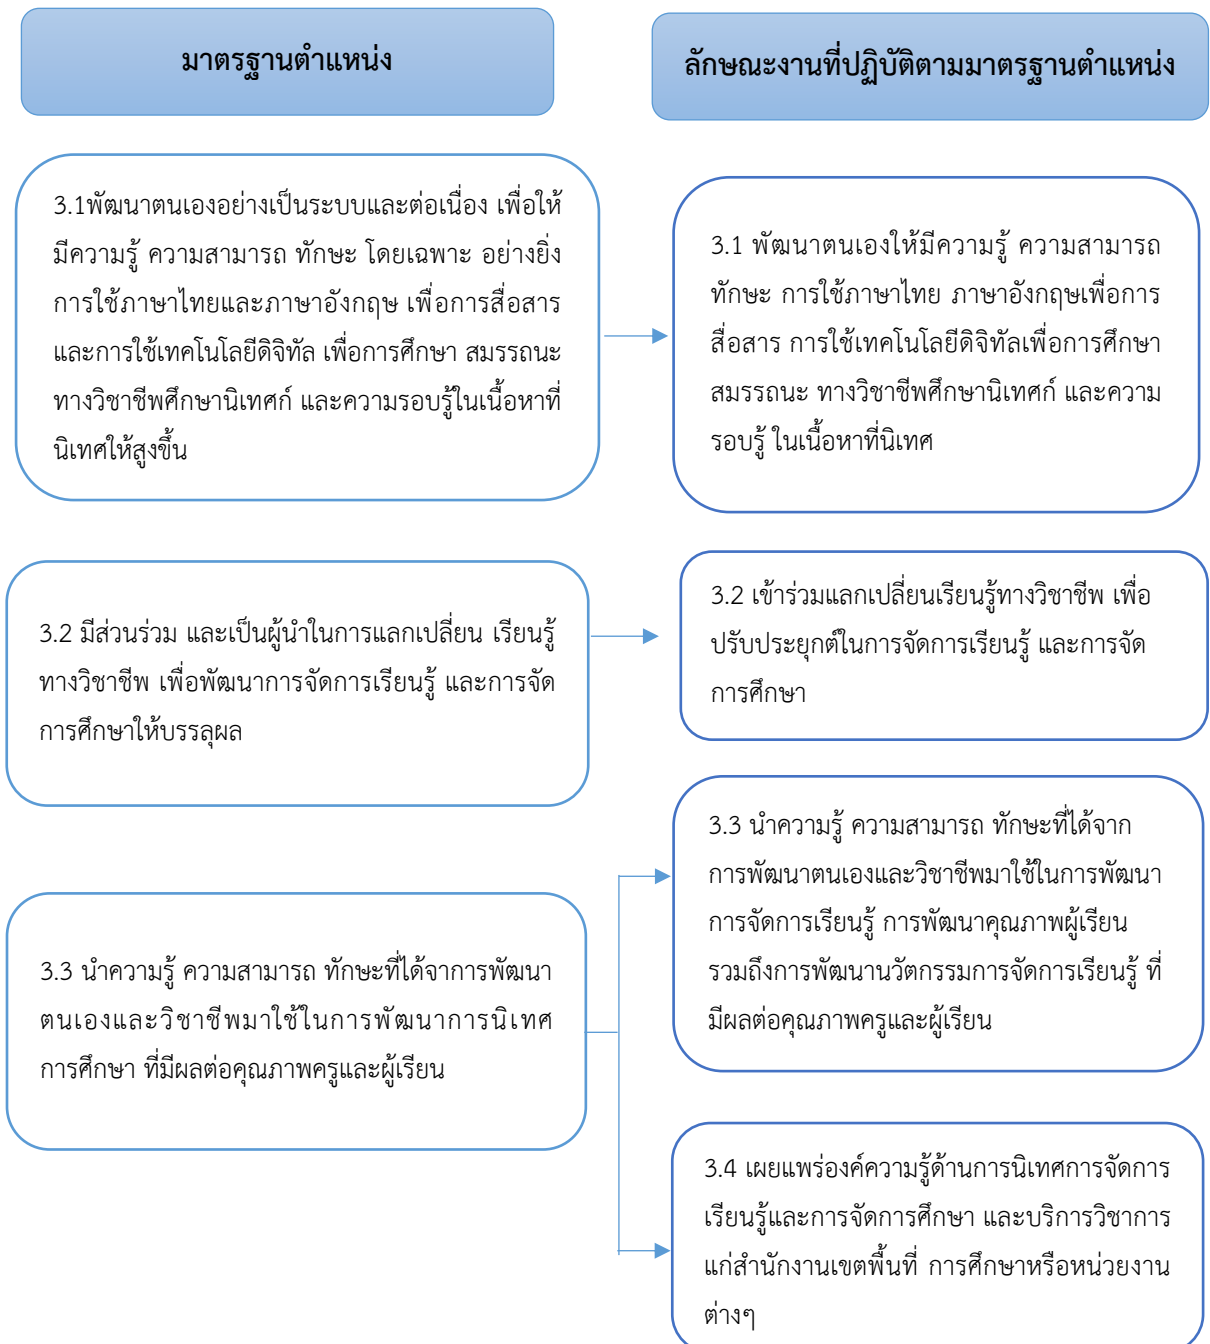 มาตรฐานตำแหน่ง
ลักษณะงานที่ปฏิบัติตามมาตรฐานตำแหน่ง
3.1พัฒนาตนเองอย่างเป็นระบบและต่อเนื่อง เพื่อให้
มีความรู้ ความสามารถ ทักษะ โดยเฉพาะ อย่างยิ่ง
การใช้ภาษาไทยและภาษาอังกฤษ เพื่อการสื่อสาร
และการใช้เทคโนโลยีดิจิทัล เพื่อการศึกษา สมรรถนะ
ทางวิชาชีพศึกษานิเทศก์ และความรอบรู้ในเนื้อหาที่
นิเทศให้สูงขึ้น
3.1 พัฒนาตนเองให้มีความรู้ ความสามารถ
ทักษะ การใช้ภาษาไทย ภาษาอังกฤษเพื่อการ
สื่อสาร การใช้เทคโนโลยีดิจิทัลเพื่อการศึกษา
สมรรถนะ ทางวิชาชีพศึกษานิเทศก์ และความ
รอบรู้ ในเนื้อหาที่นิเทศ
3.2 มีส่วนร่วม และเป็นผู้นำในการแลกเปลี่ยน เรียนรู้
ทางวิชาชีพ เพื่อพัฒนาการจัดการเรียนรู้ และการจัด
การศึกษาให้บรรลุผล
3.2 เข้าร่วมแลกเปลี่ยนเรียนรู้ทางวิชาชีพ เพื่อ
ปรับประยุกต์ในการจัดการเรียนรู้ และการจัด
การศึกษา
3.3 นำความรู้ ความสามารถ ทักษะที่ได้จาการพัฒนา
ตนเองและวิชาชีพมาใช้ในการพัฒนาการนิเทศ
การศึกษา ที่มีผลต่อคุณภาพครูและผู้เรียน
3.3 นำความรู้ ความสามารถ ทักษะที่ได้จาก
การพัฒนาตนเองและวิชาชีพมาใช้ในการพัฒนา
การจัดการเรียนรู้ การพัฒนาคุณภาพผู้เรียน
รวมถึงการพัฒนานวัตกรรมการจัดการเรียนรู้ ที่
มีผลต่อคุณภาพครูและผู้เรียน
3.4 เผยแพร่องค์ความรู้ด้านการนิเทศการจัดการ
เรียนรู้และการจัดการศึกษา และบริการวิชาการ
แก่สำนักงานเขตพื้นที่ การศึกษาหรือหน่วยงาน
ต่างๆ